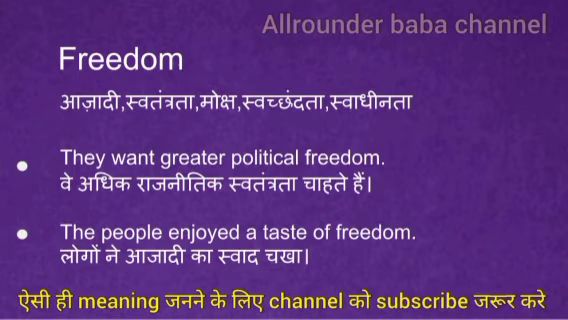 Allrounder baba channel
Freedom
आज़ादी,स्वतंत्रता,मोक्ष,स्वच्छंदता,स्वाधीनता
They want greater political freedom.
वे अधिक राजनीतिक स्वतंत्रता चाहते हैं।
The people enjoyed a taste of freedom.
लोगों ने आजादी का स्वाद चखा।
ऐसी ही meaning जनने के लिए channel को subscribe जरूर करे